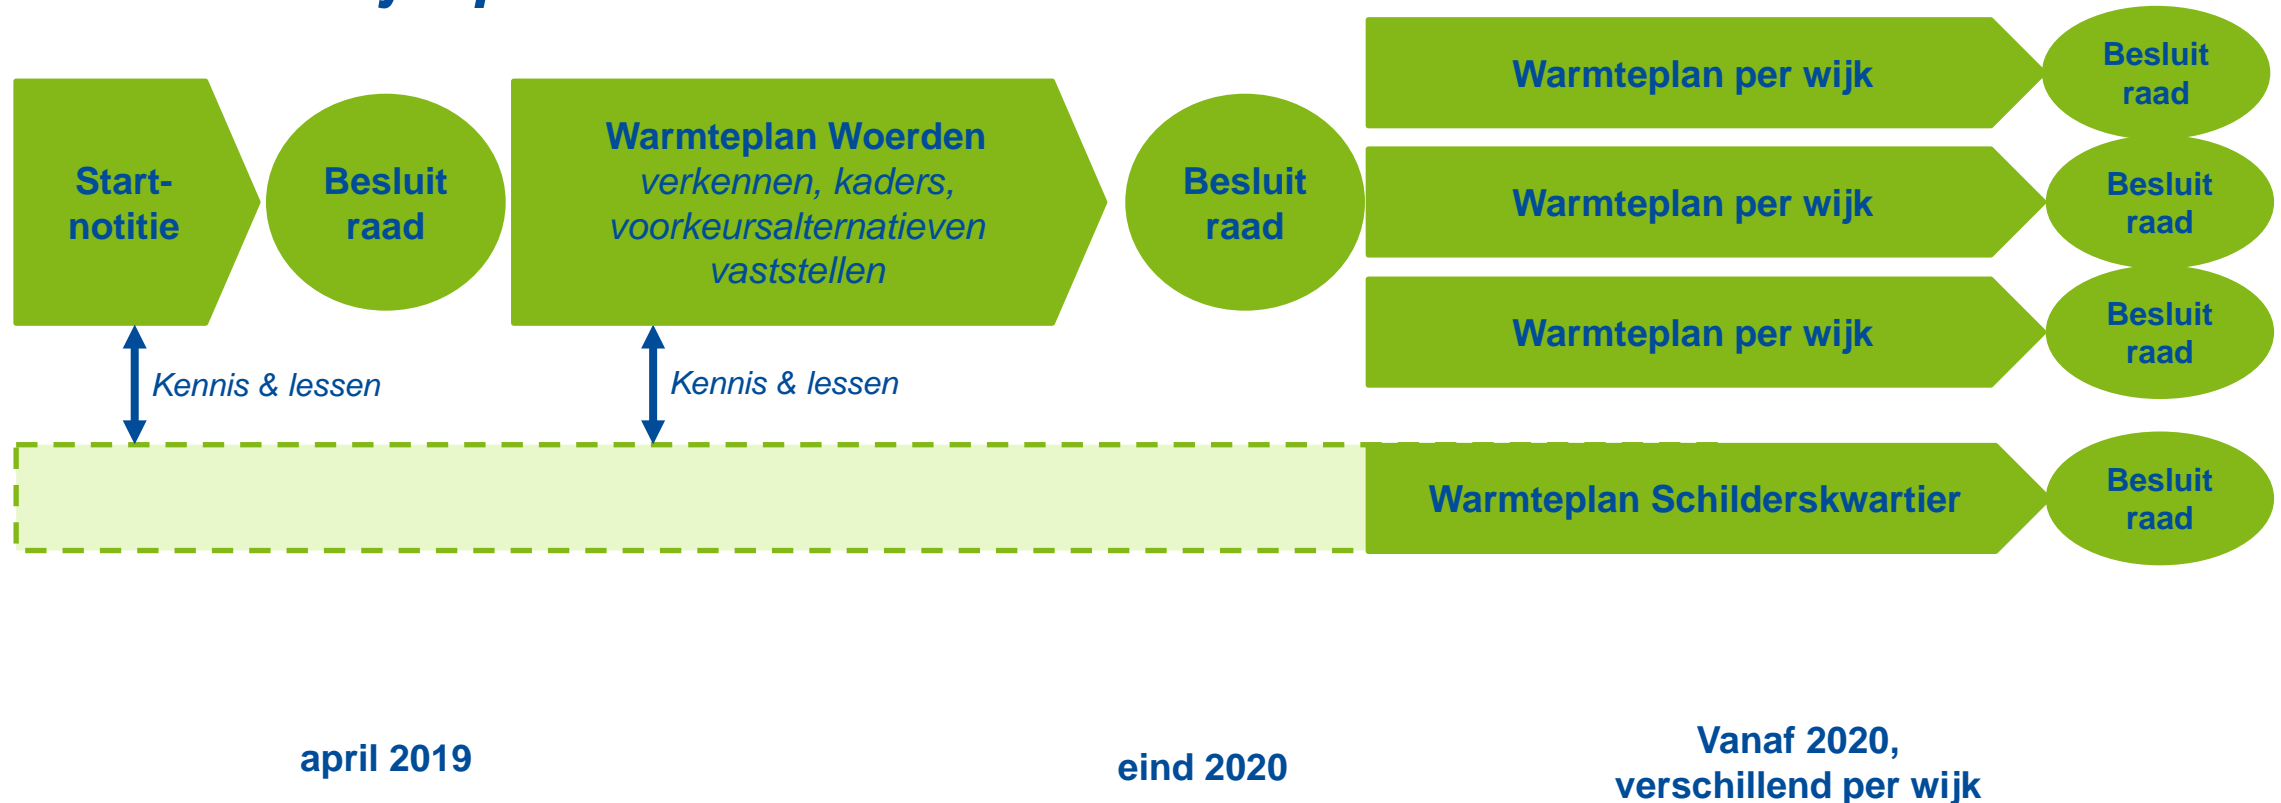 Start-
notitie
Besluit
raad
Warmteplan Woerden
verkennen, kaders,
voorkeursalternatieven
vaststellen
Besluit
raad
Warmteplan per wijk
Besluit
raad
Warmteplan per wijk
Besluit
raad
Warmteplan per wijk
Besluit
raad
Kennis & lessen
Kennis & lessen
Warmteplan Schilderskwartier
Besluit
raad
april 2019
eind 2020
Vanaf 2020,
verschillend per wijk